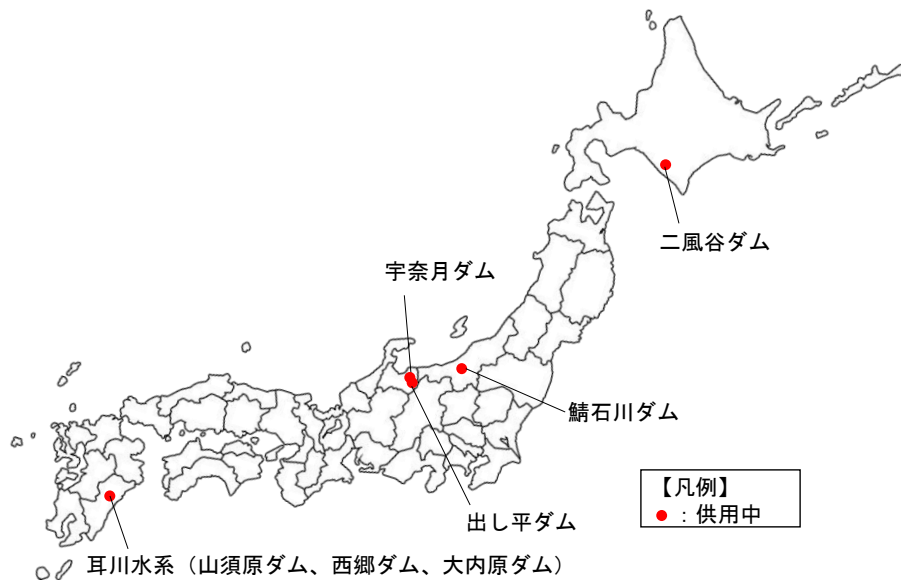 二風谷ダム
宇奈月ダム
鯖石川ダム
【凡例】
：供用中
出し平ダム
耳川水系（山須原ダム、西郷ダム、大内原ダム）